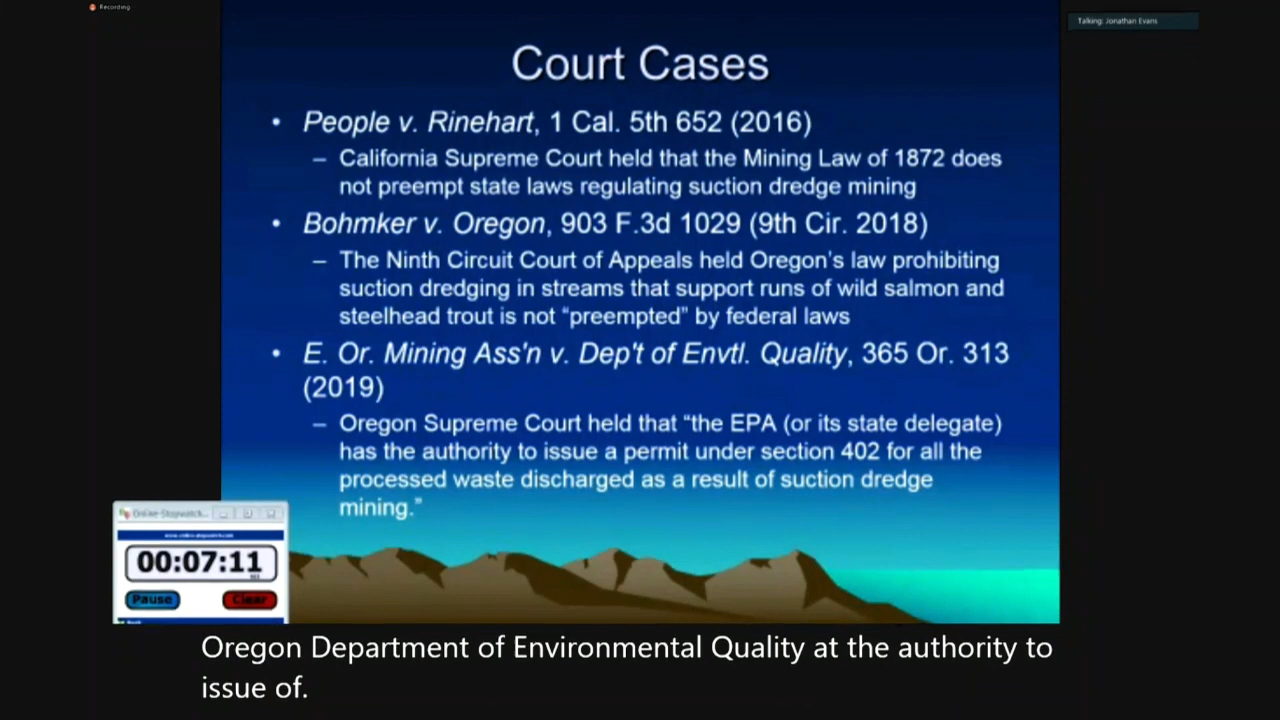 Recording
Talking: Jonathan Evans
Court Cases
• People v. Rinehart, 1 Cal. 5th 652 (2016)
– California Supreme Court held that the Mining Law of 1872 does
not preempt state laws regulating suction dredge mining
• Bohmker v. Oregon, 903 F.3d 1029 (9th Cir. 2018)
– The Ninth Circuit Court of Appeals held Oregon's law prohibiting
suction dredging in streams that support runs of wild salmon and
steelhead trout is not “preempted” by federal laws
• E. Or. Mining Ass'n v. Dep't of Envtl. Quality, 365 Or. 313
(2019)
– Oregon Supreme Court held that “the EPA (or its state delegate)
has the authority to issue a permit under section 402 for all the
processed waste discharged as a result of suction dredge
mining.”
Online-Stopwatch...
00:07:11
Pause Clear
Oregon Department of Environmental Quality at the authority to
issue of.